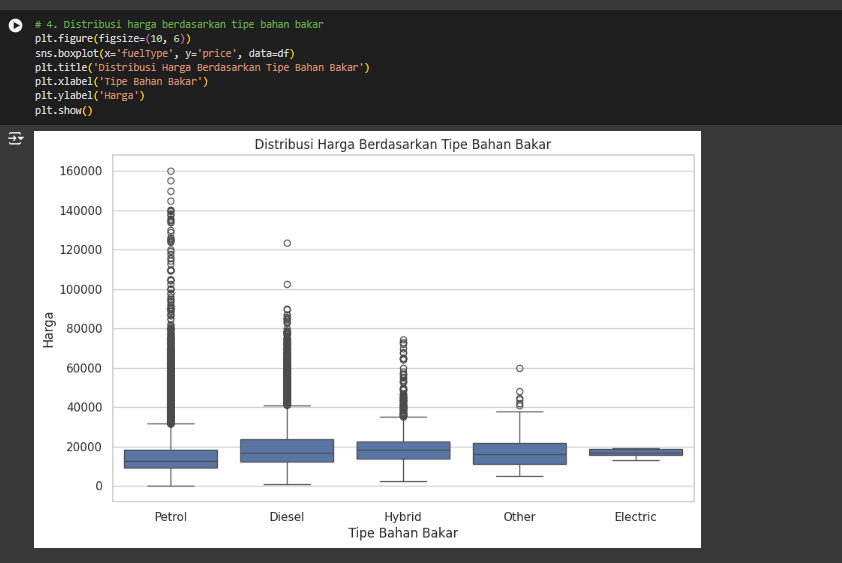 # 4. Distribusi harga berdasarkan tipe bahan bakar
plt.figure(figsize=(10, 6))
sns.boxplot(x='fuelType', y='price', data=df)
plt.title('Distribusi Harga Berdasarkan Tipe Bahan Bakar')
plt.xlabel('Tipe Bahan Bakar')
plt.ylabel('Harga')
plt.show()
Distribusi Harga Berdasarkan Tipe Bahan Bakar
160000
140000
120000
100000
80000
60000
40000
20000
0
Harga
Petrol Diesel Hybrid Other Electric
Tipe Bahan Bakar